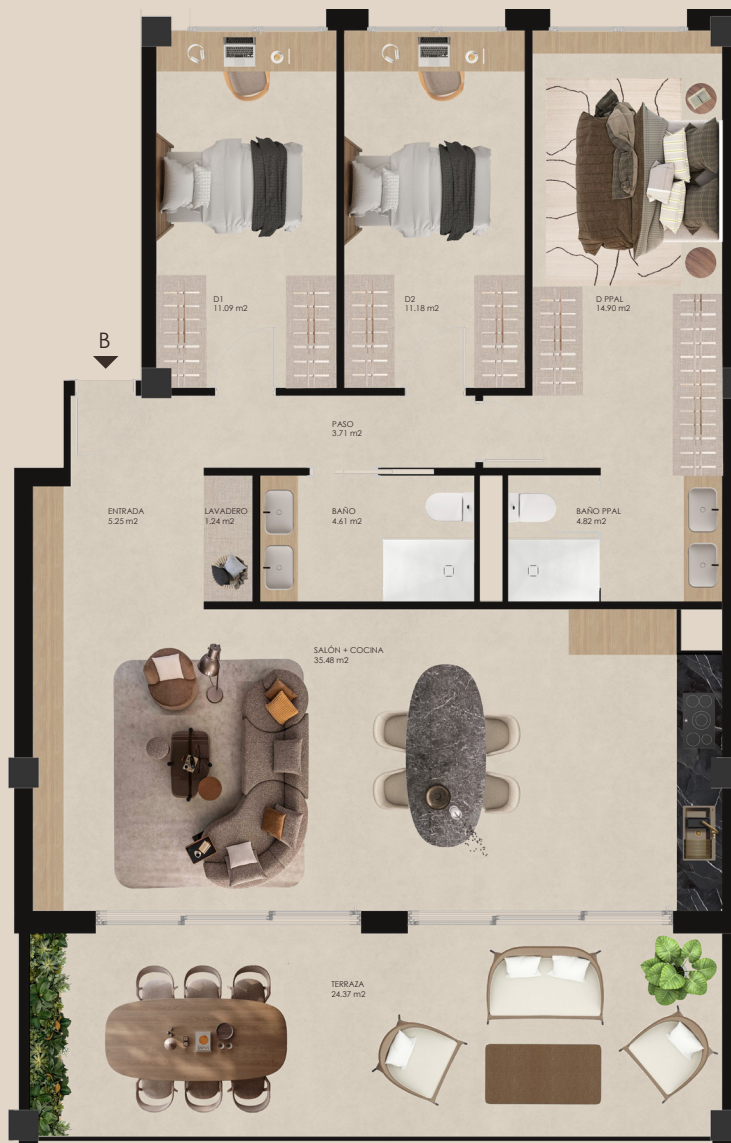 D1
11.09 m2
D2
11.18 m2
D PPAL
14.90 m2
B
PASO
3.71 m2
ENTRADA
5.25 m2
LAVADERO
1.24 m2
BAÑO
4.61 m2
BAÑO PPAL
4.82 m2
SALÓN + COCINA
35.48 m2
TERRAZA
24.37 m2